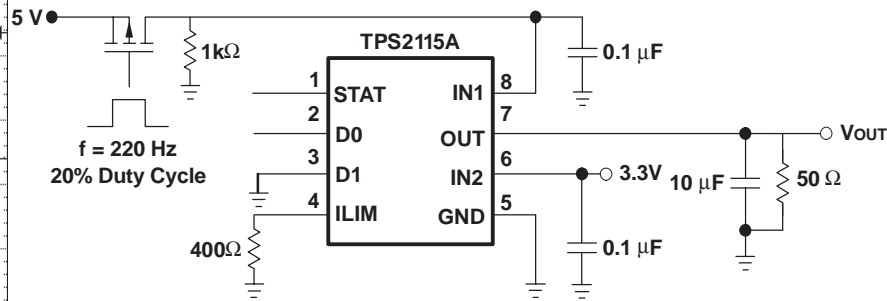 5 V
TPS2115A
1kΩ
0.1 μF
1
STAT
IN1
8
2
D0
OUT
7
VOUT
f = 220 Hz
20% Duty Cycle
3
D1
IN2
6
3.3V
10 μF
50 Ω
4
ILIM
GND
5
400Ω
0.1 μF